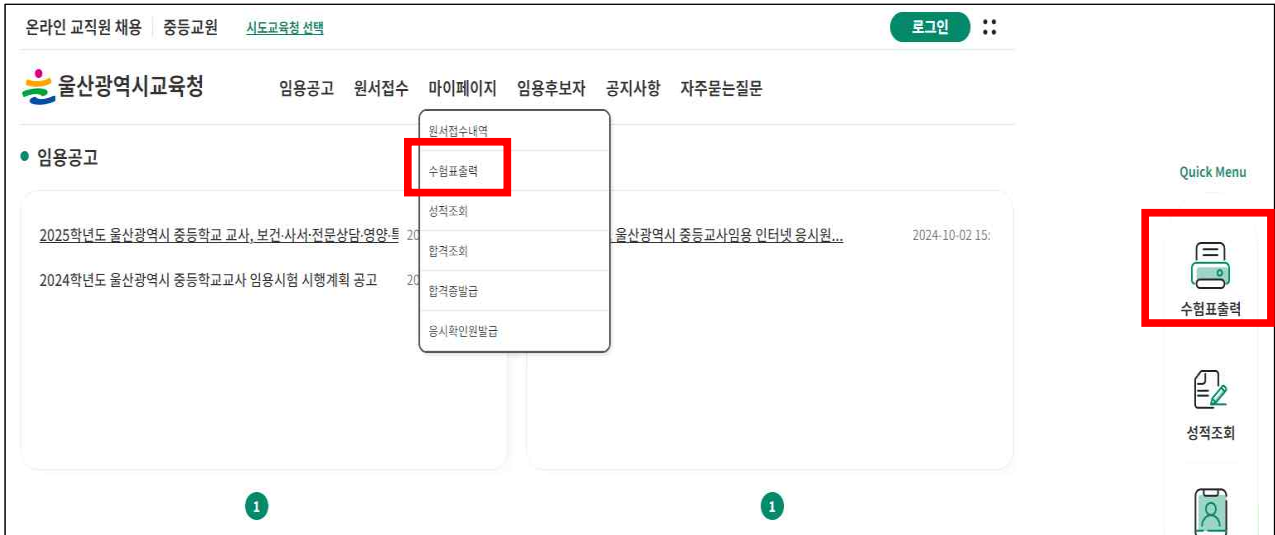 온라인 교직원 채용 중등교원 시도교육청 선택 로그인
울산광역시교육청 임용공고 원서접수 마이페이지 임용후보자 공지사항 자주묻는질문
원서접수내역
수험표출력
성적조회
합격조회
합격증발급
응시확인원발급
임용공고
2025학년도 울산광역시 중등학교 교사, 보건·사서·전문상담·영양·특 20
2024학년도 울산광역시 중등학교교사 임용시험 시행계획 공고 20
울산광역시 중등교사임용 인터넷 응시원... 2024-10-02 15:
1
1
Quick Menu
수험표출력
성적조회